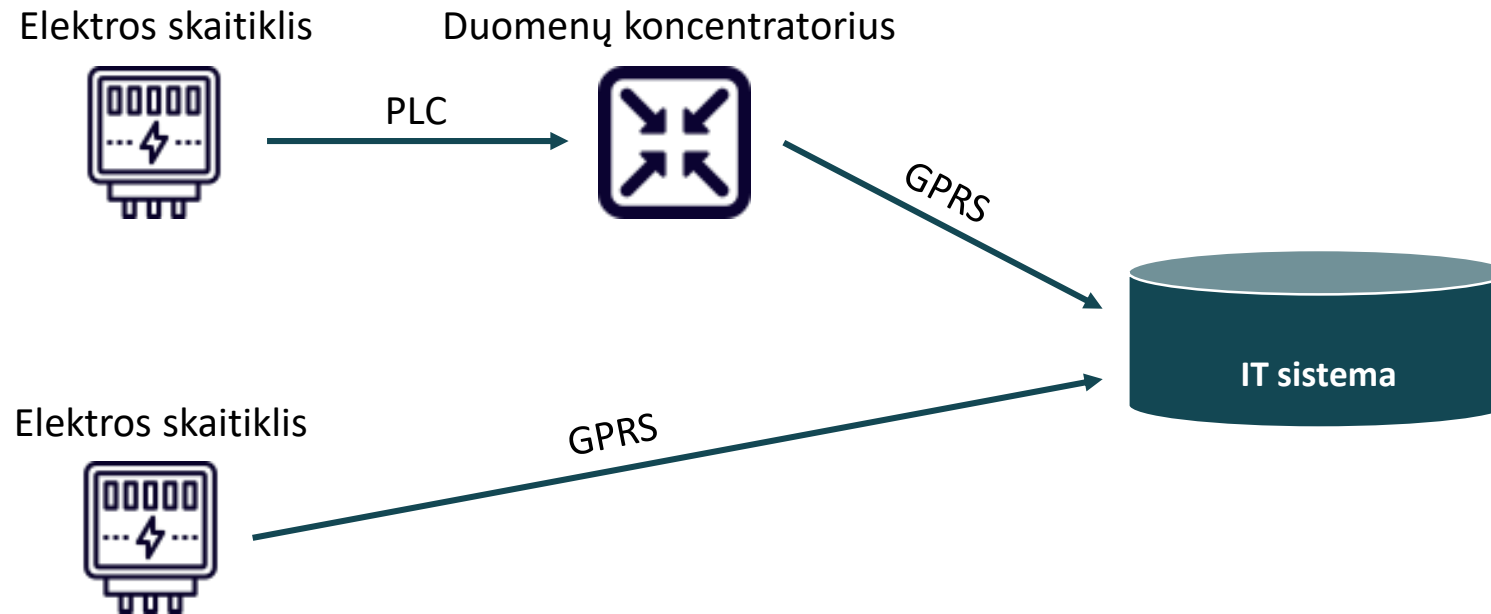 Elektros skaitiklis
Duomenų koncentratorius
PLC
GPRS
IT sistema
Elektros skaitiklis
GPRS